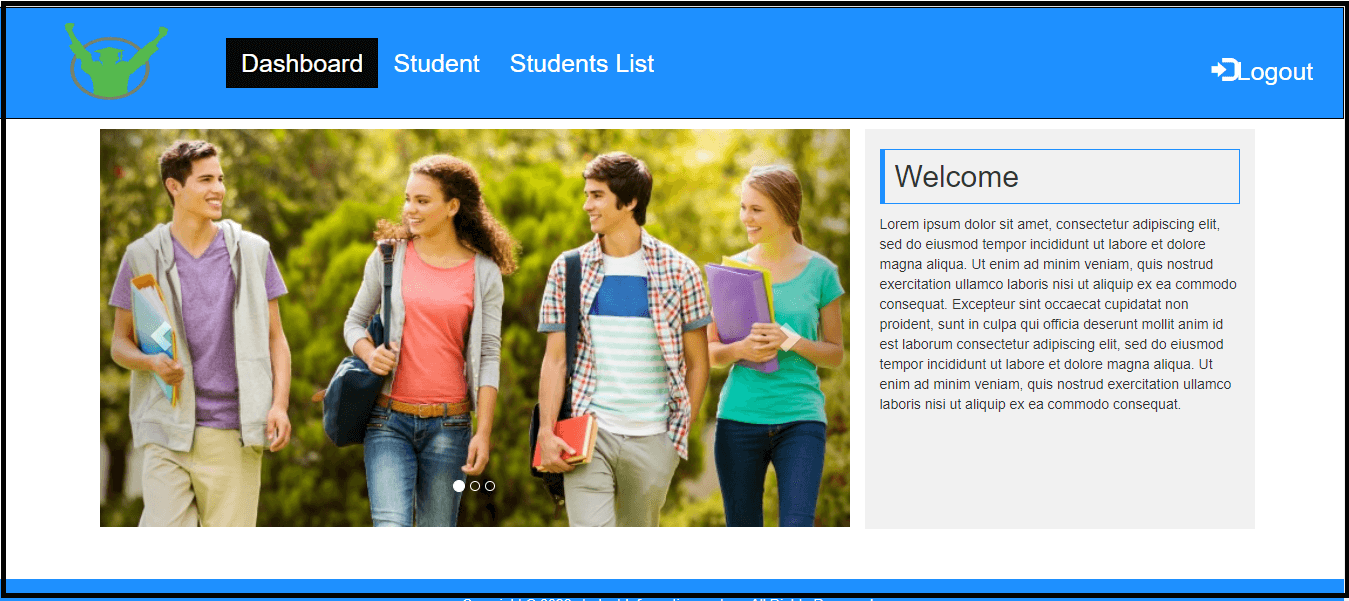 Dashboard Student Students List
Logout
Welcome
Lorem ipsum dolor sit amet, consectetur adipiscing elit,
sed do eiusmod tempor incididunt ut labore et dolore
magna aliqua. Ut enim ad minim veniam, quis nostrud
exercitation ullamco laboris nisi ut aliquip ex ea commodo
consequat. Excepteur sint occaecat cupidatat non
proident, sunt in culpa qui officia deserunt mollit anim id
est laborum consectetur adipiscing elit, sed do eiusmod
tempor incididunt ut labore et dolore magna aliqua. Ut
enim ad minim veniam, quis nostrud exercitation ullamco
laboris nisi ut aliquip ex ea commodo consequat.